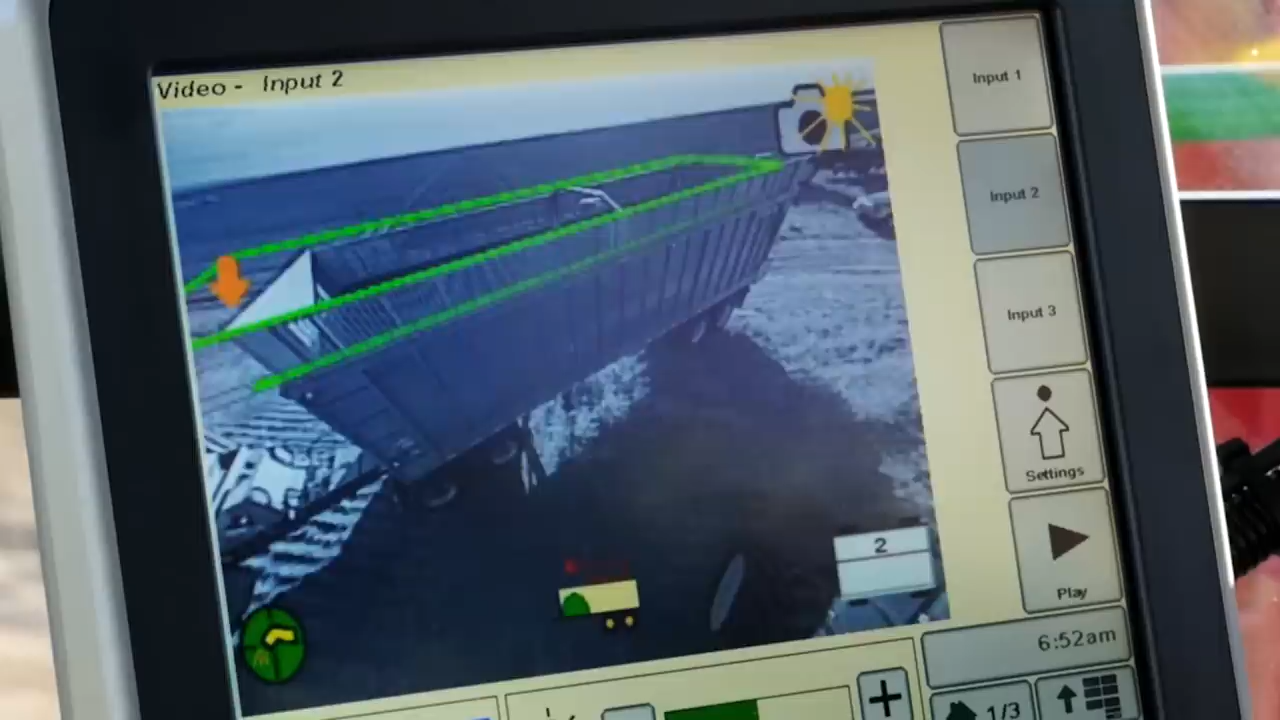 Video - Input 2
Input 1
Input 2
Input 3
Settings
Play
2
6:52am
1/3